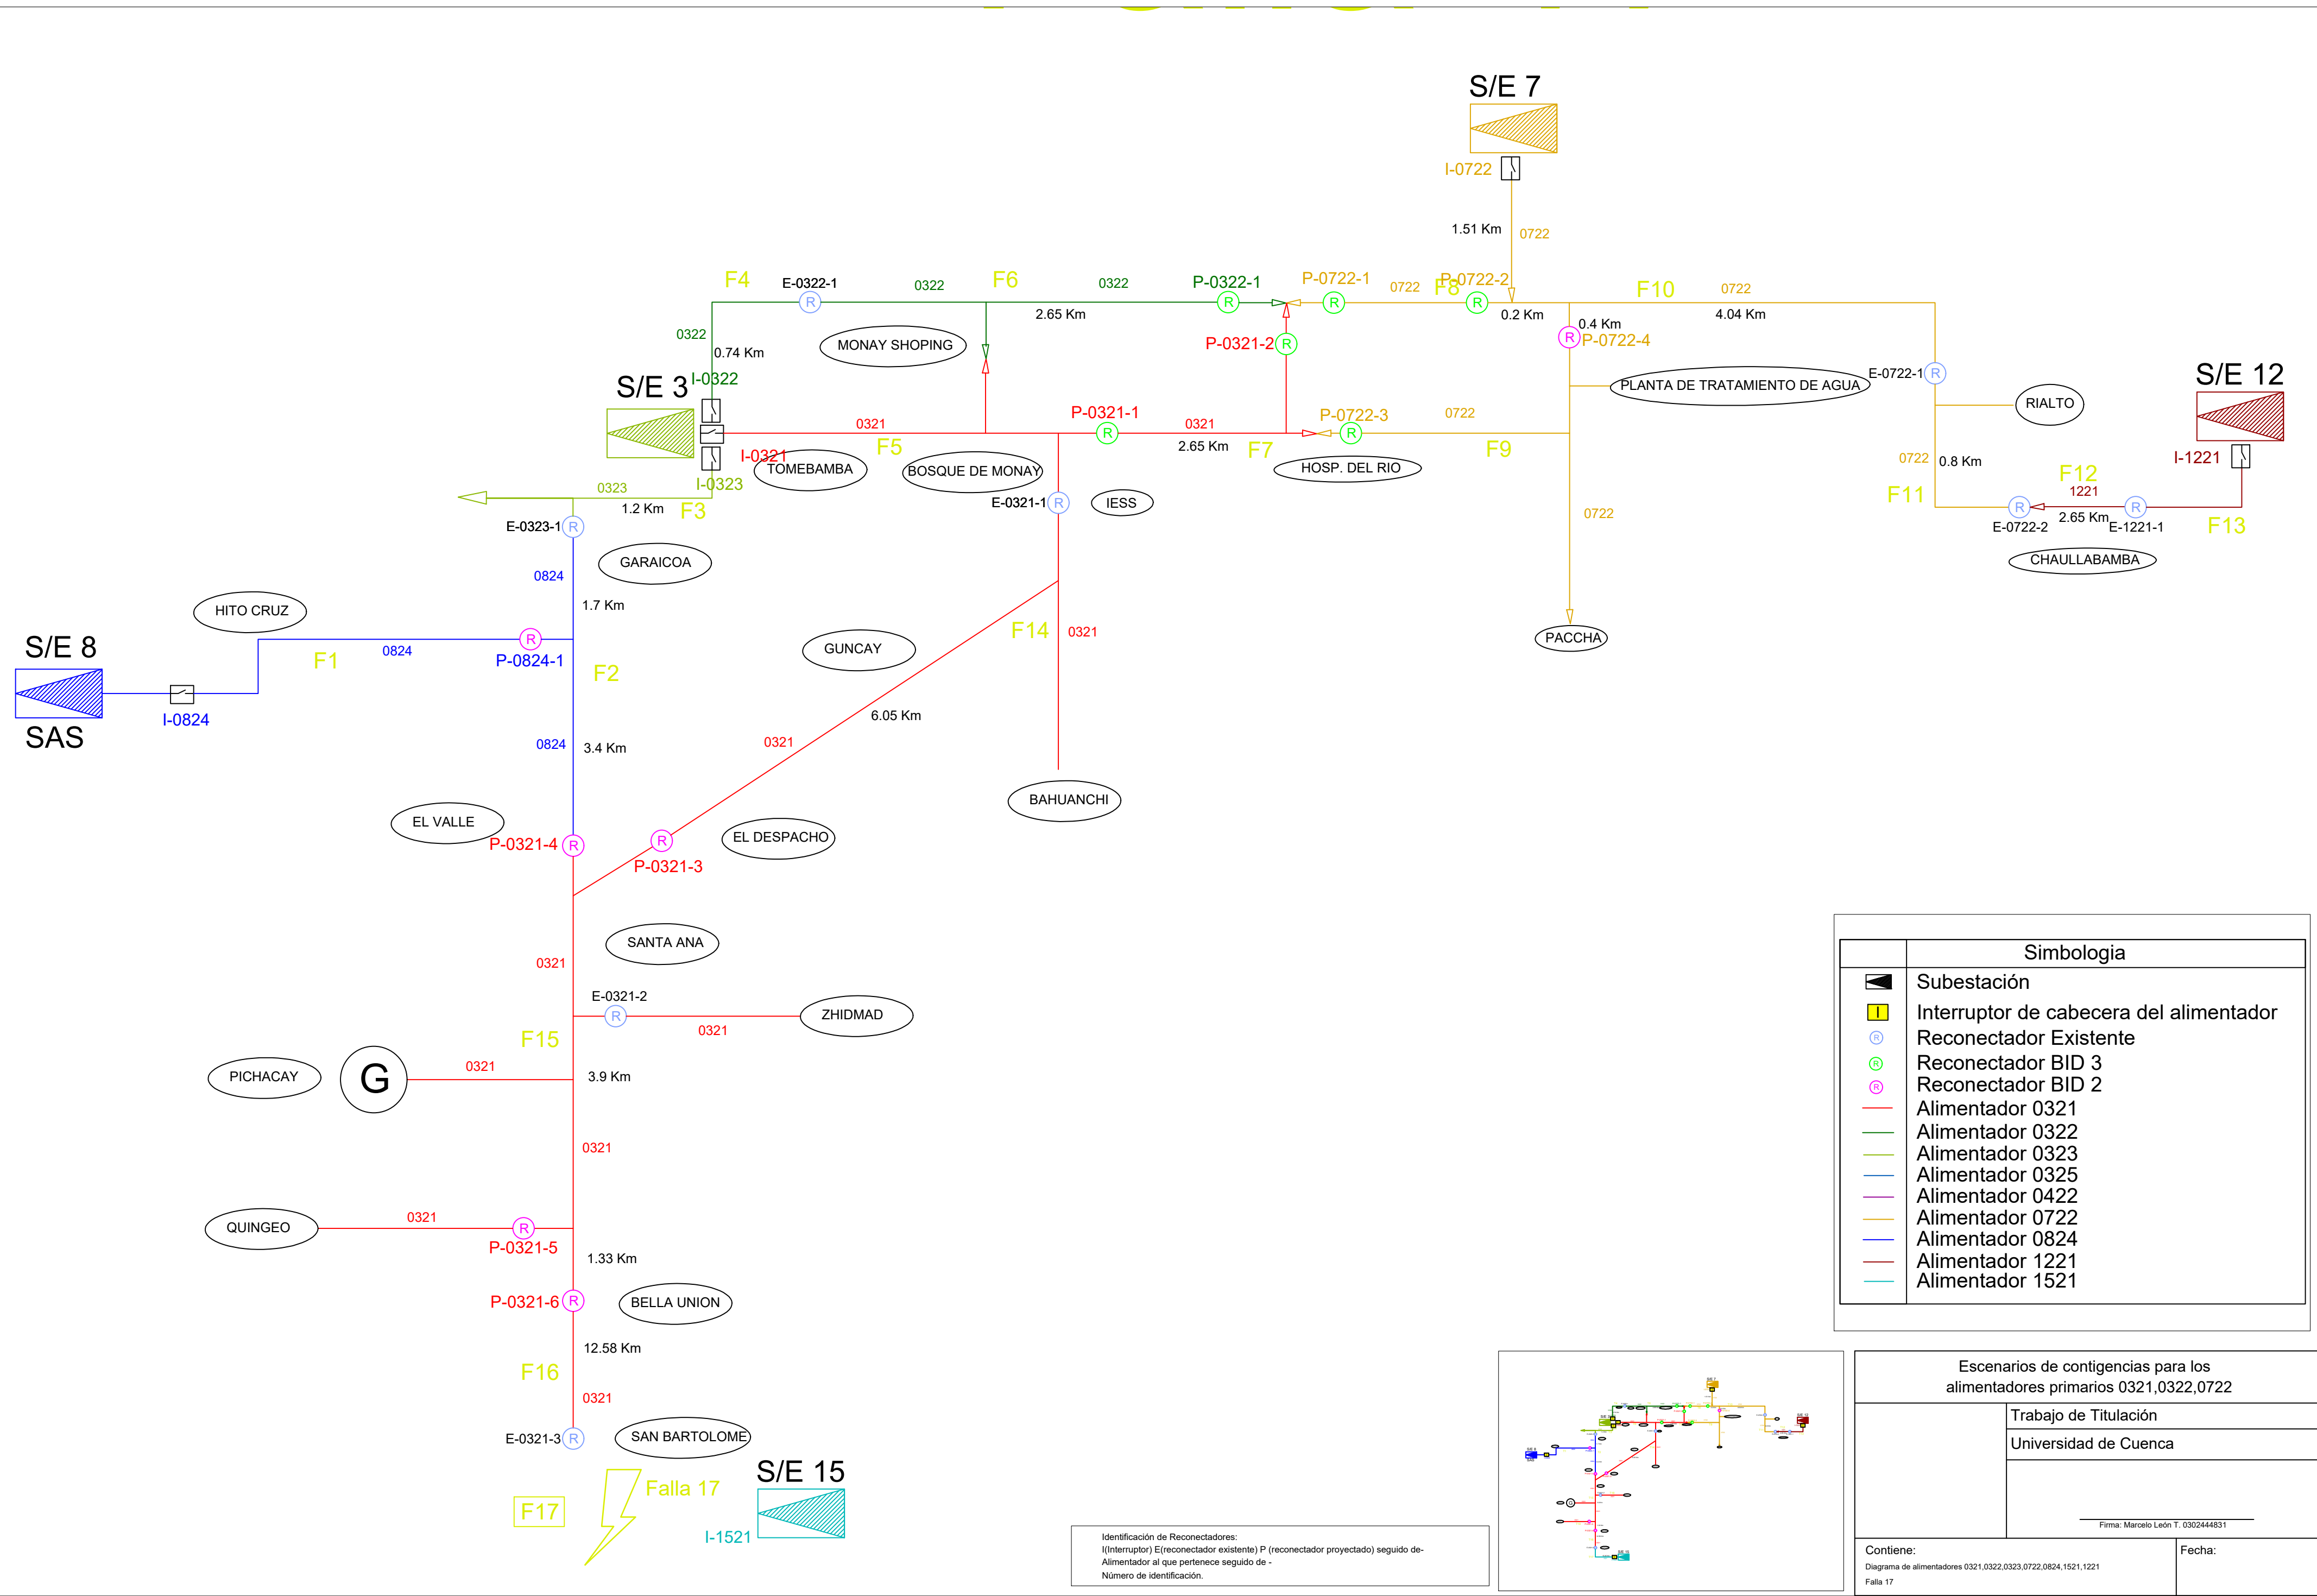 S/E 7
I-0722
1.51 Km
0722
F4
E-0322-1
0322
F6
0322
P-0322-1
P-0722-1
0722
F8
P-0722-2
F10
0722
2.65 Km
0.2 Km
0.4 Km
4.04 Km
0322
0.74 Km
MONAY SHOPING
P-0321-2
P-0722-4
I-0322
S/E 3
PLANTA DE TRATAMIENTO DE AGUA
E-0722-1
S/E 12
RIALTO
0321
F5
P-0321-1
0321
2.65 Km
F7
P-0722-3
0722
F9
I-0321
TOMEBAMBA
BOSQUE DE MONAY
HOSP. DEL RIO
0722
0.8 Km
I-1221
I-0323
0323
1.2 Km
F3
E-0321-1
IESS
0722
F11
F12
1221
2.65 Km
E-0722-2
E-1221-1
F13
E-0323-1
GARAICOA
CHAULLABAMBA
0824
1.7 Km
HITO CRUZ
S/E 8
F1
0824
P-0824-1
F2
GUNCAY
F14
0321
PACCHA
I-0824
SAS
0824
3.4 Km
6.05 Km
0321
BAHUANCHI
EL VALLE
P-0321-4
EL DESPACHO
P-0321-3
SANTA ANA
0321
E-0321-2
ZHIDMAD
0321
F15
PICHACAY
G
0321
3.9 Km
0321
QUINGEO
0321
P-0321-5
1.33 Km
P-0321-6
BELLA UNION
12.58 Km
F16
0321
E-0321-3
SAN BARTOLOME
S/E 15
Falla 17
F17
I-1521
Simbologia
Subestación
Interruptor de cabecera del alimentador
Reconectador Existente
Reconectador BID 3
Reconectador BID 2
Alimentador 0321
Alimentador 0322
Alimentador 0323
Alimentador 0325
Alimentador 0422
Alimentador 0722
Alimentador 0824
Alimentador 1221
Alimentador 1521
Identificación de Reconectadores:
I(Interruptor) E(reconector existente) P (reconectador proyectado) seguido de-
Alimentador al que pertenece seguido de -
Número de identificación.
Escenarios de contigencias para los
alimentadores primarios 0321,0322,0722
Trabajo de Titulación
Universidad de Cuenca
Firma: Marcelo León T. 0302444831
Contiene:
Diagrama de alimentadores 0321,0322,0323,0722,0824,1521,1221
Falla 17
Fecha: